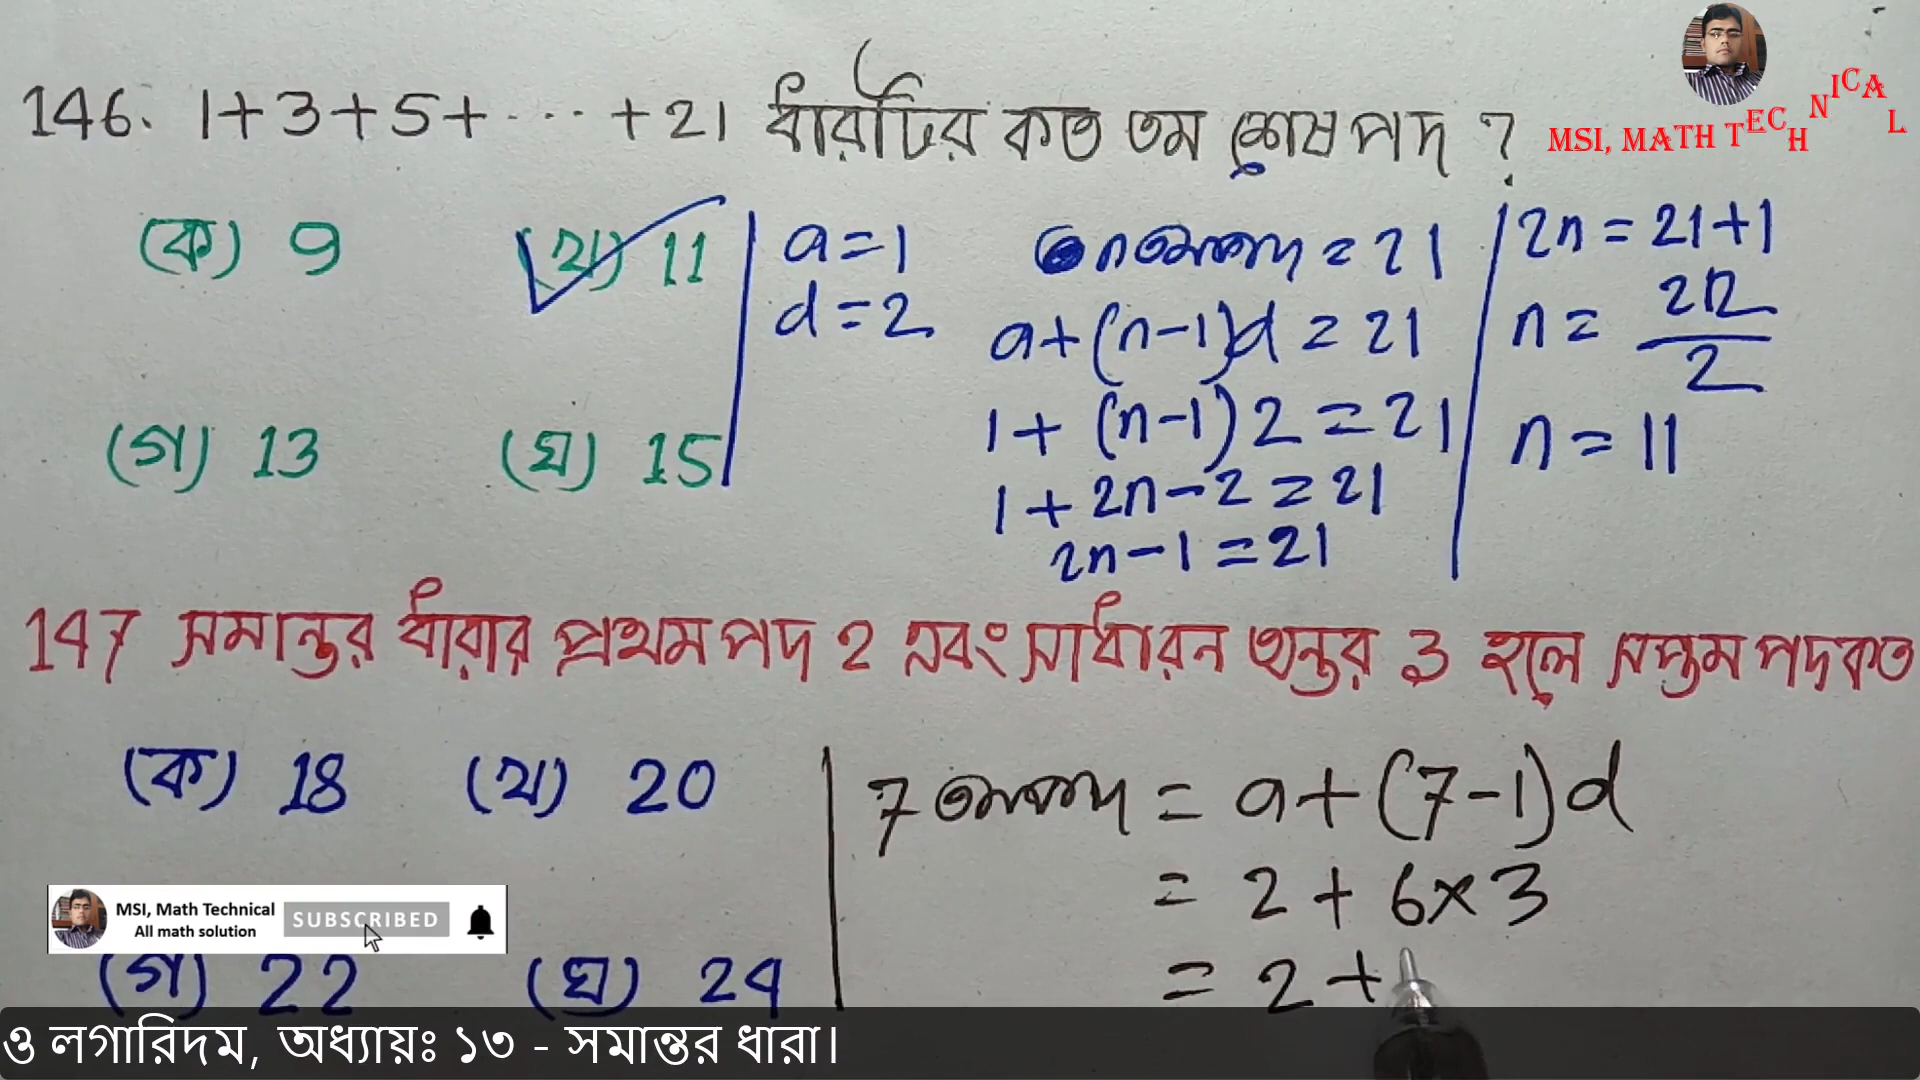 146. 1+3+5+ ··· +21 ধারাটির কত তম শেষ পদ ?
(ক) 9 (খ) 11
(গ) 13 (ঘ) 15
a=1
d=2
n তম পদ = 21
a+(n-1)d = 21
1+(n-1)2 = 21
1+2n-2 = 21
2n-1 = 21
2n = 21+1
n = 22/2
n = 11
147 সমান্তর ধারার প্রথম পদ 2 এবং সাধারন অন্তর 3 হলে সপ্তম পদ কত
(ক) 18 (খ) 20
(গ) 22 (ঘ) 24
7 তম পদ = a+(7-1)d
= 2+6×3
= 2+
MSI, MATH TECHNICAL
MSI, Math Technical
All math solution
SUBSCRIBED
ও লগারিদম, অধ্যায়ঃ ১৩ - সমান্তর ধারা।